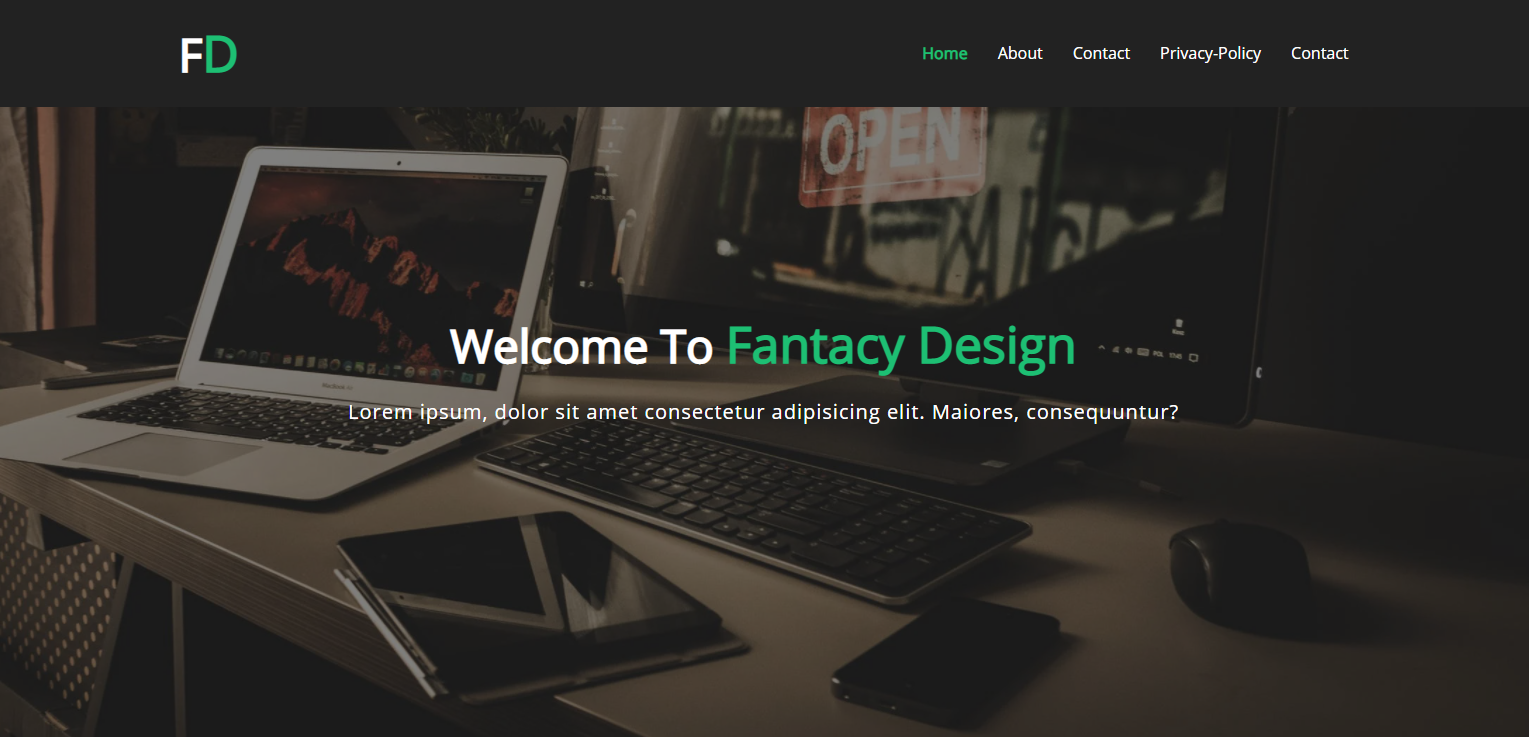 FD
Home About Contact Privacy-Policy Contact
OPEN
Welcome To Fantacy Design
Lorem ipsum, dolor sit amet consectetur adipisicing elit. Maiores, consequuntur?